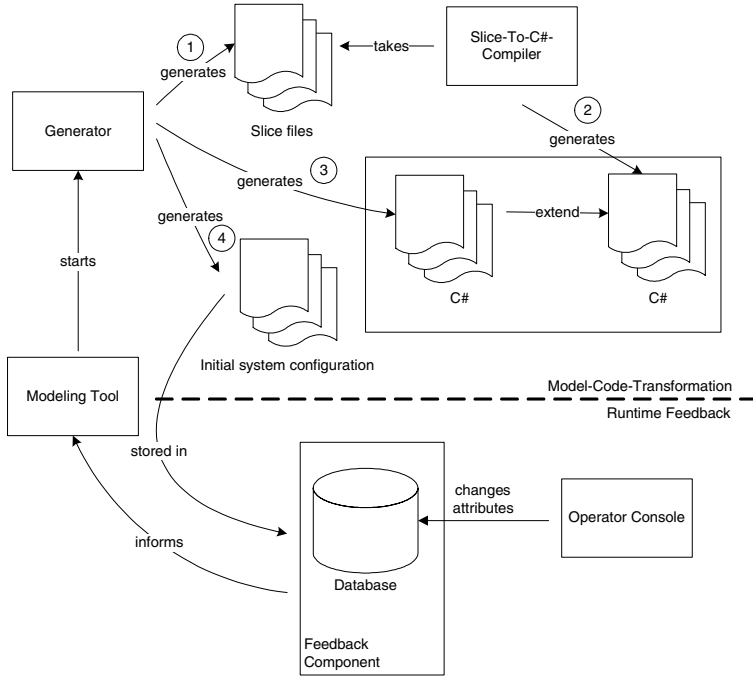 1
generates
Slice files
takes
Slice-To-C#-
Compiler
2
generates
Generator
generates
3
generates
4
extend
C#
C#
starts
Initial system configuration
Modeling Tool
Model-Code-Transformation
Runtime Feedback
stored in
informs
Database
changes
attributes
Operator Console
Feedback
Component